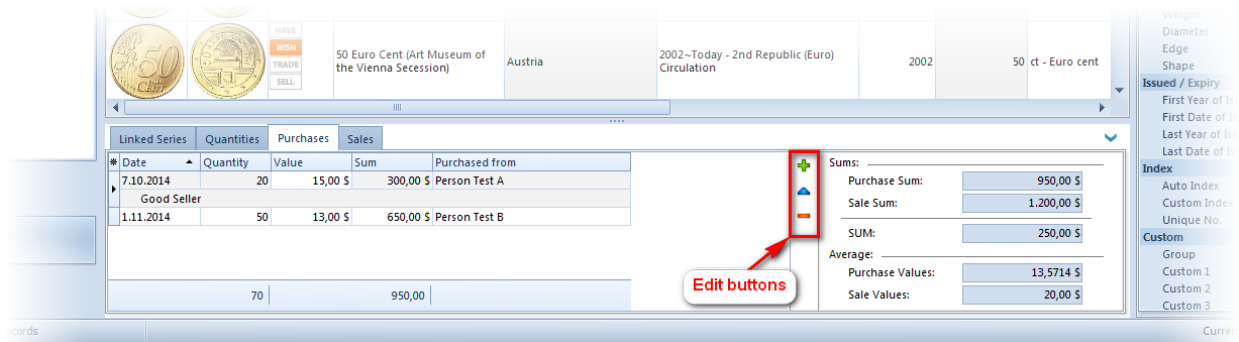 Weight
Diameter
Edge
Shape
Issued / Expiry
First Year of
First Date of
Last Year of
Last Date of
Index
Auto Index
Custom Index
Unique No.
Custom
Group
Custom 1
Custom 2
Custom 3
HAVE
WISH
TRADE
SELL
50 Euro Cent (Art Museum of
the Vienna Secession)
Austria
2002~Today - 2nd Republic (Euro)
Circulation
2002
50 ct - Euro cent
Linked Series Quantities Purchases Sales
Date Quantity Value Sum Purchased from
7.10.2014 20 15,00 $ 300,00 $ Person Test A
Good Seller
1.11.2014 50 13,00 $ 650,00 $ Person Test B
70 950,00
Edit buttons
Sums:
Purchase Sum: 950,00 $
Sale Sum: 1.200,00 $
SUM: 250,00 $
Average:
Purchase Values: 13,5714 $
Sale Values: 20,00 $